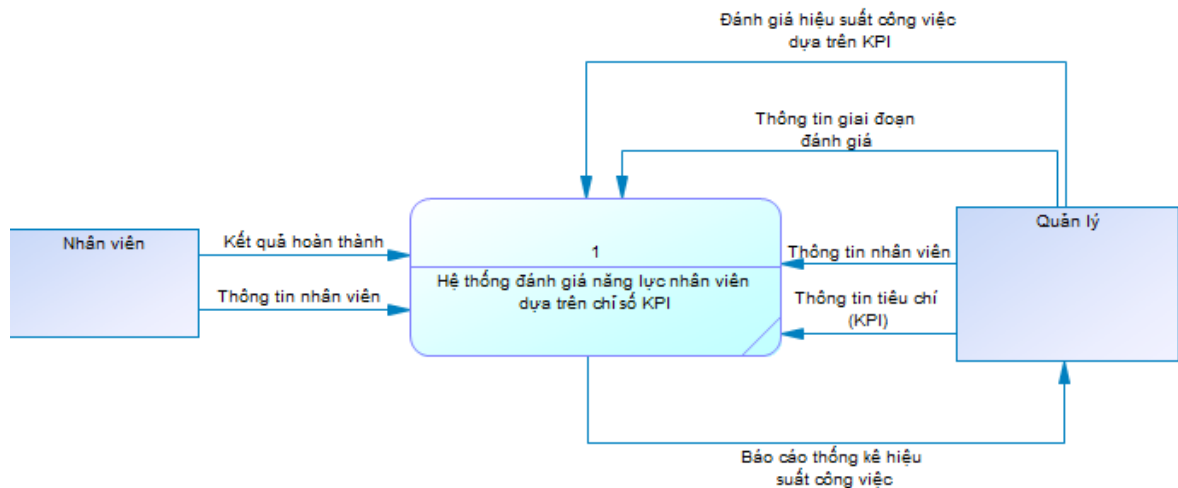 Đánh giá hiệu suất công việc
dựa trên KPI
Thông tin giai đoạn
đánh giá
Nhân viên
Kết quả hoàn thành
Thông tin nhân viên
1
Hệ thống đánh giá năng lực nhân viên
dựa trên chỉ số KPI
Thông tin nhân viên
Thông tin tiêu chí
(KPI)
Quản lý
Báo cáo thống kê hiệu
suất công việc